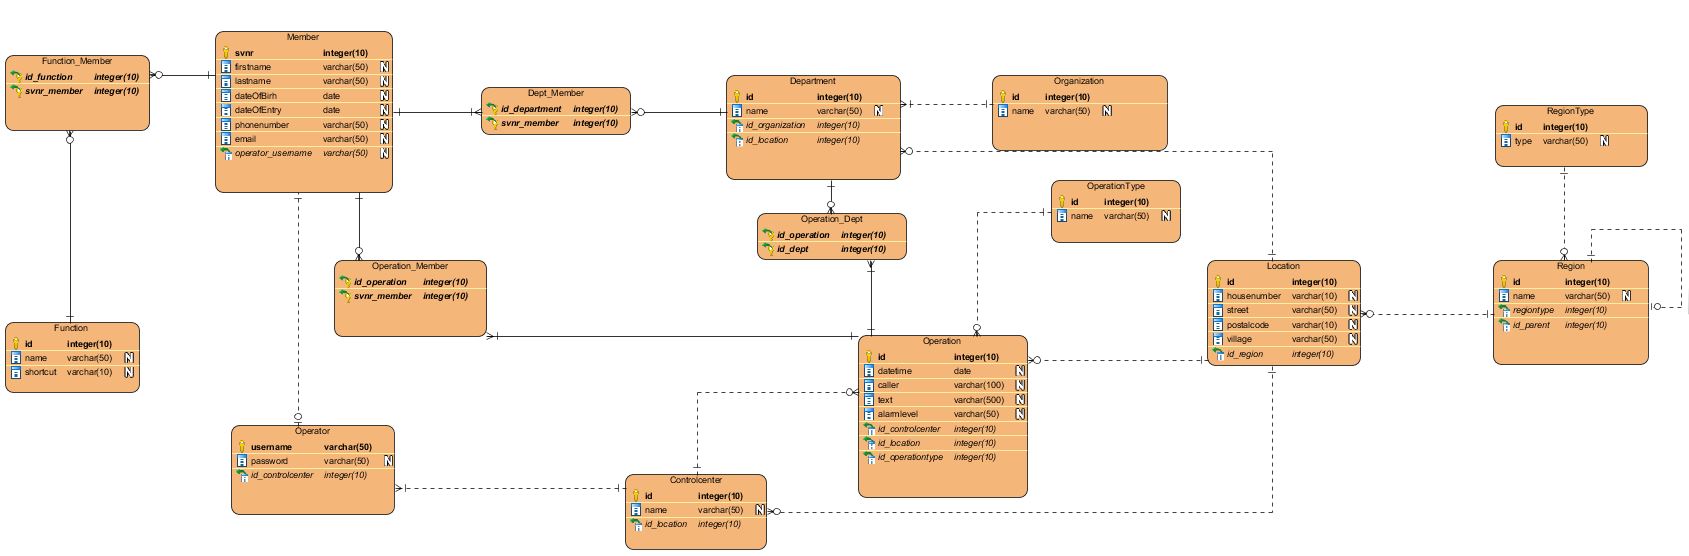 Function_Member
id_function integer(10)
svnr_member integer(10)
Member
svnr integer(10)
firstname varchar(50) N
lastname varchar(50) N
dateOfBirh date N
dateOfEntry date N
phonenumber varchar(50) N
email varchar(50) N
operator_username varchar(50) N
Dept_Member
id_department integer(10)
svnr_member integer(10)
Department
id integer(10)
name varchar(50) N
id_organization integer(10)
id_location integer(10)
Organization
id integer(10)
name varchar(50) N
RegionType
id integer(10)
type varchar(50) N
OperationType
id integer(10)
name varchar(50) N
Operation_Dept
id_operation integer(10)
id_dept integer(10)
Operation_Member
id_operation integer(10)
svnr_member integer(10)
Location
id integer(10)
housenumber varchar(10) N
street varchar(50) N
postalcode varchar(10) N
village varchar(50) N
id_region integer(10)
Region
id integer(10)
name varchar(50) N
regiontype integer(10)
id_parent integer(10)
Function
id integer(10)
name varchar(50) N
shortcut varchar(10) N
Operation
id integer(10)
datetime date N
caller varchar(100) N
text varchar(500) N
alarmlevel varchar(50) N
id_controlcenter integer(10)
id_location integer(10)
id_operationtype integer(10)
Operator
username varchar(50)
password varchar(50) N
id_controlcenter integer(10)
Controlcenter
id integer(10)
name varchar(50) N
id_location integer(10)